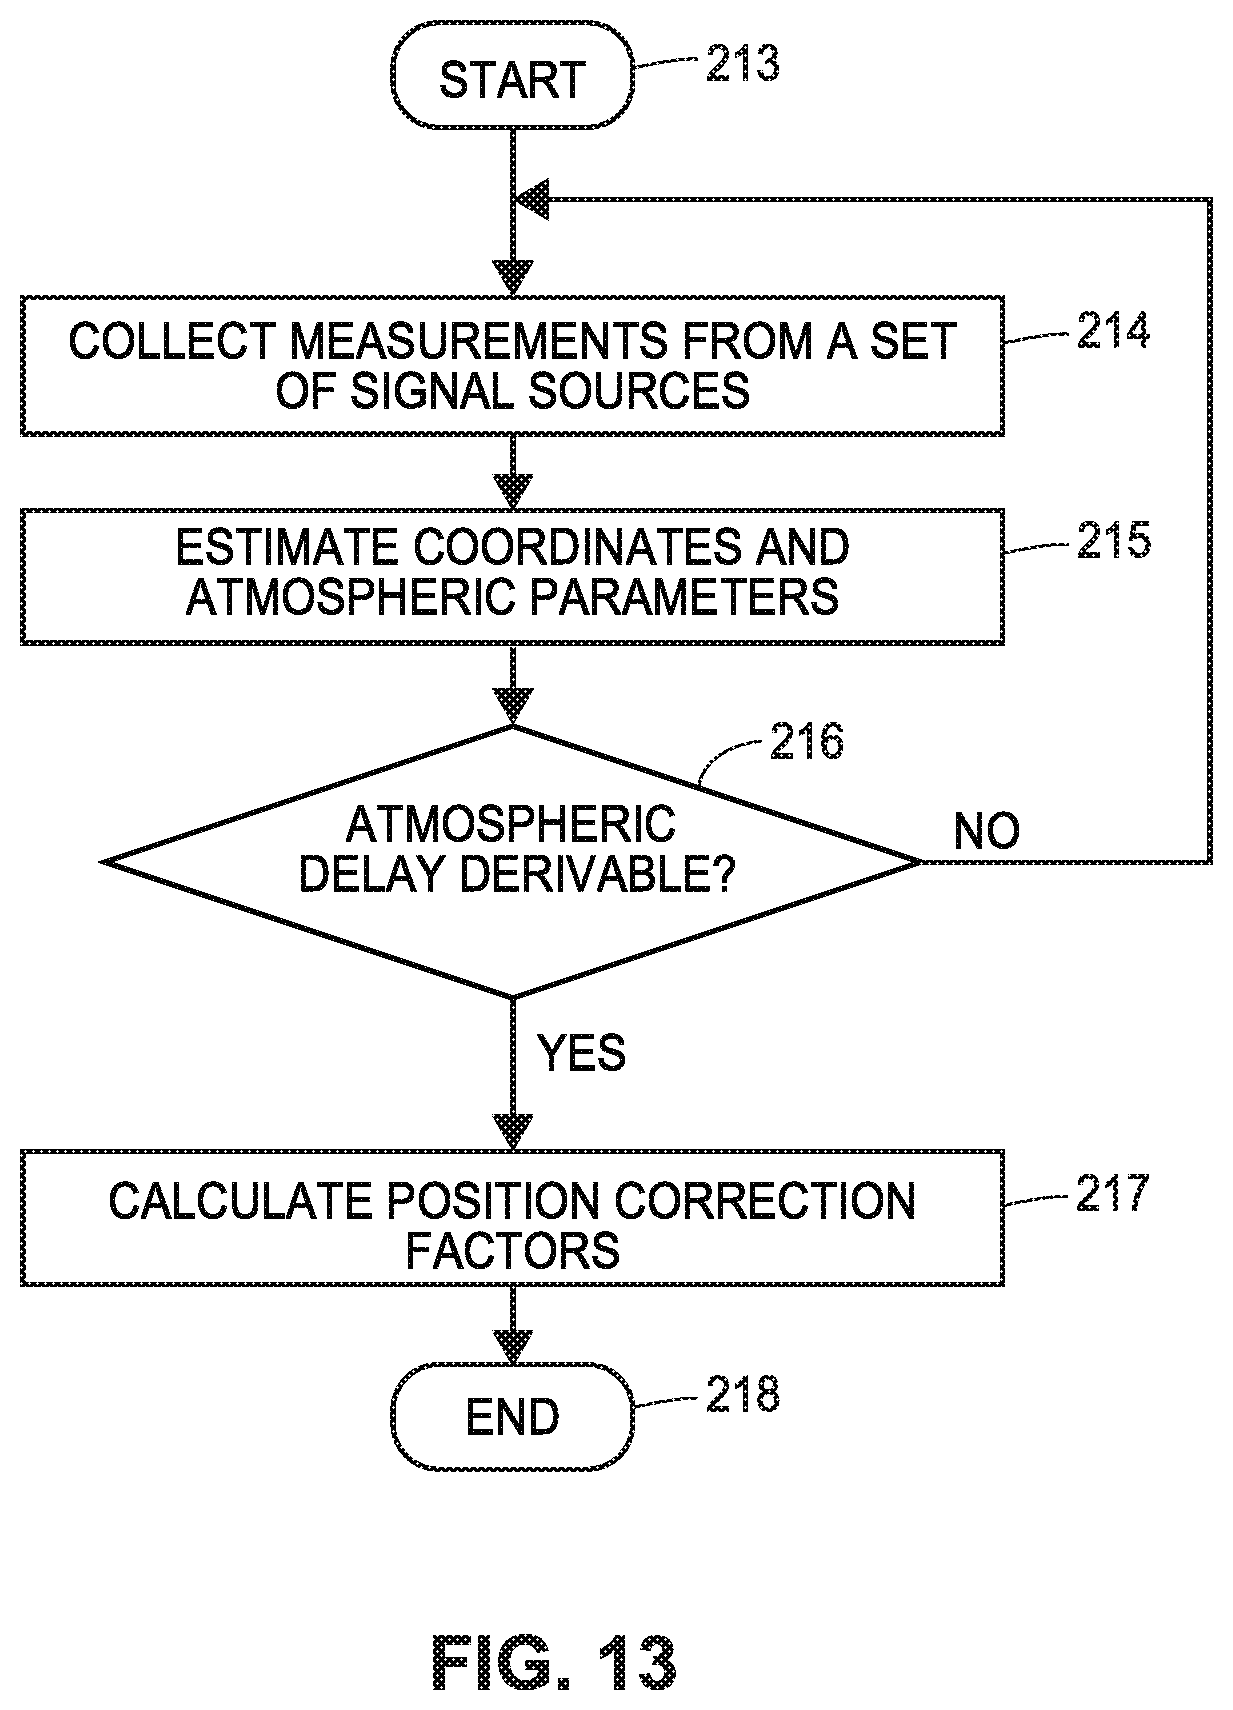 START
213
COLLECT MEASUREMENTS FROM A SET
OF SIGNAL SOURCES
214
ESTIMATE COORDINATES AND
ATMOSPHERIC PARAMETERS
215
216
ATMOSPHERIC
DELAY DERIVABLE?
NO
YES
CALCULATE POSITION CORRECTION
FACTORS
217
END
218
FIG. 13